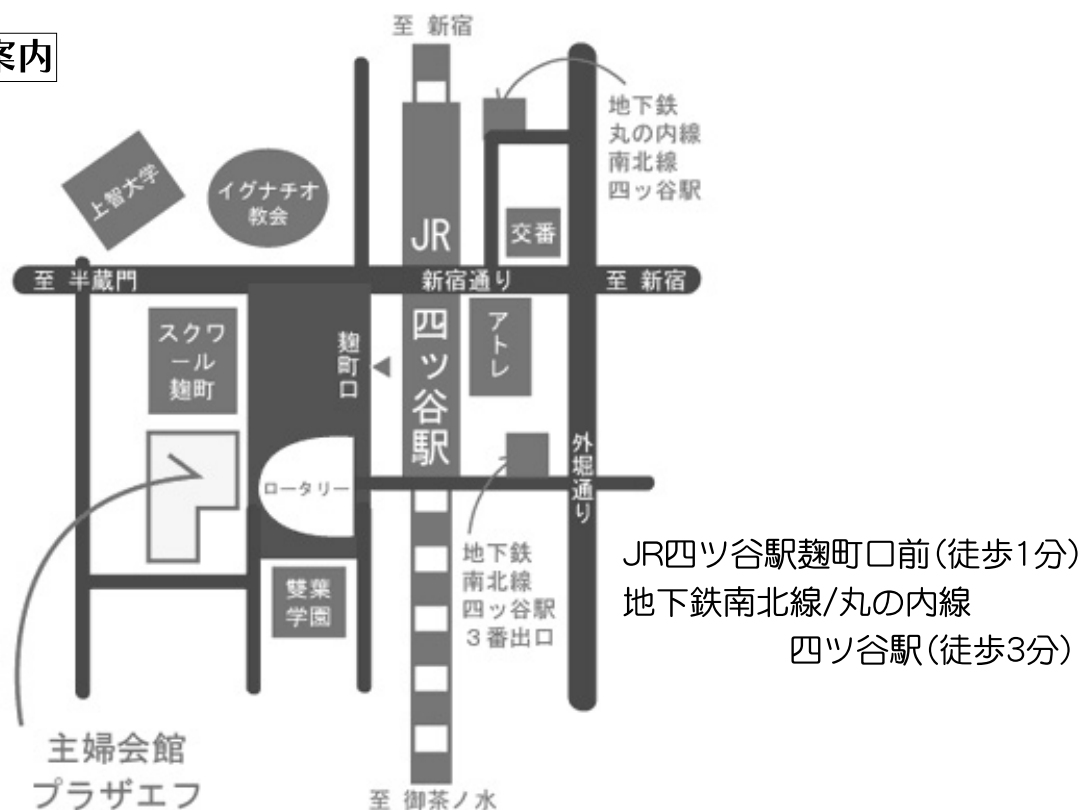 案内
至 新宿
地下鉄
丸の内線
南北線
四ッ谷駅
上智大学
イグナチオ
教会
JR
四ッ谷駅
交番
至 半蔵門
新宿通り
至 新宿
スクワ
ール
麹町
麹町口
アトレ
外堀通り
ロータリー
地下鉄
南北線
四ッ谷駅
３番出口
雙葉
学園
JR四ツ谷駅麹町口前(徒歩1分)
地下鉄南北線/丸の内線
四ツ谷駅(徒歩3分)
主婦会館
プラザエフ
至 御茶ノ水